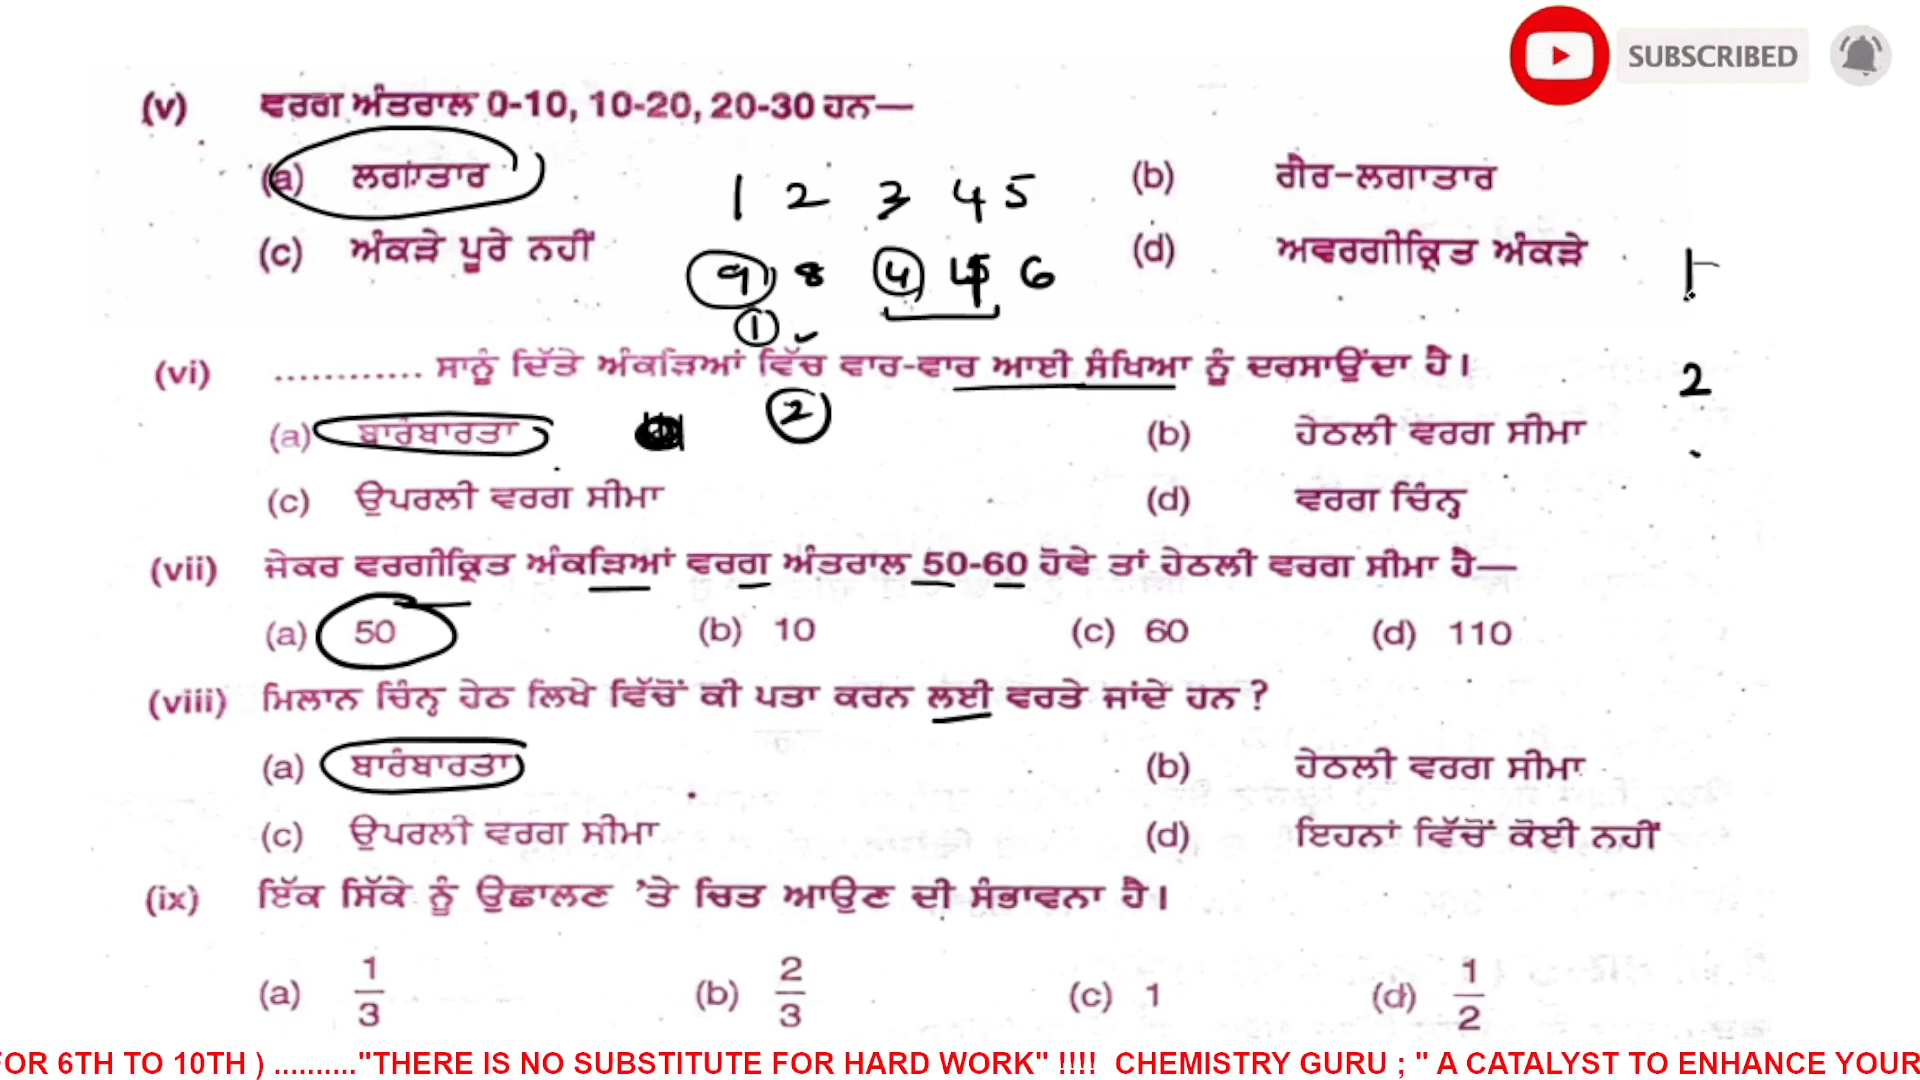 SUBSCRIBED
(v) ਵਰਗ ਅੰਤਰਾਲ 0-10, 10-20, 20-30 ਹਨ—
(a) ਲਗਾਤਾਰ (b) ਗੈਰ-ਲਗਾਤਾਰ
1 2 3 4 5
(c) ਅੰਕੜੇ ਪੂਰੇ ਨਹੀਂ (d) ਅਵਰਗੀਕ੍ਰਿਤ ਅੰਕੜੇ
9 8 4 6
1
(vi) ............ ਸਾਨੂੰ ਦਿੱਤੇ ਅੰਕੜਿਆਂ ਵਿੱਚ ਵਾਰ-ਵਾਰ ਆਈ ਸੰਖਿਆ ਨੂੰ ਦਰਸਾਉਂਦਾ ਹੈ।
2
2
(a) ਬਾਰੰਬਾਰਤਾ (b) ਹੇਠਲੀ ਵਰਗ ਸੀਮਾ
(c) ਉਪਰਲੀ ਵਰਗ ਸੀਮਾ (d) ਵਰਗ ਚਿੰਨ੍ਹ
(vii) ਜੇਕਰ ਵਰਗੀਕ੍ਰਿਤ ਅੰਕੜਿਆਂ ਵਰਗ ਅੰਤਰਾਲ 50-60 ਹੋਵੇ ਤਾਂ ਹੇਠਲੀ ਵਰਗ ਸੀਮਾ ਹੈ—
(a) 50 (b) 10 (c) 60 (d) 110
(viii) ਮਿਲਾਨ ਚਿੰਨ੍ਹ ਹੇਠ ਲਿਖੇ ਵਿੱਚੋਂ ਕੀ ਪਤਾ ਕਰਨ ਲਈ ਵਰਤੇ ਜਾਂਦੇ ਹਨ ?
(a) ਬਾਰੰਬਾਰਤਾ (b) ਹੇਠਲੀ ਵਰਗ ਸੀਮਾ
(c) ਉਪਰਲੀ ਵਰਗ ਸੀਮਾ (d) ਇਹਨਾਂ ਵਿੱਚੋਂ ਕੋਈ ਨਹੀਂ
(ix) ਇੱਕ ਸਿੱਕੇ ਨੂੰ ਉਛਾਲਣ 'ਤੇ ਚਿਤ ਆਉਣ ਦੀ ਸੰਭਾਵਨਾ ਹੈ।
(a) 1/3 (b) 2/3 (c) 1 (d) 1/2
FOR 6TH TO 10TH ) .........."THERE IS NO SUBSTITUTE FOR HARD WORK" !!!! CHEMISTRY GURU ; " A CATALYST TO ENHANCE YOUR